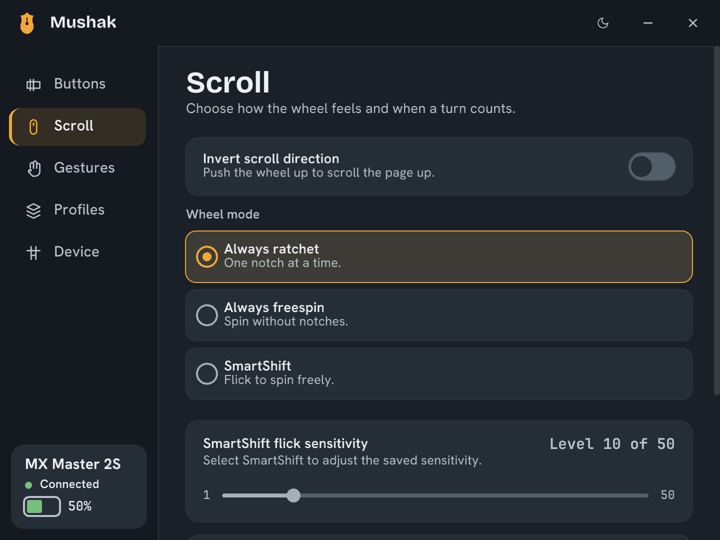 Mushak
Buttons
Scroll
Gestures
Profiles
Device
MX Master 2S
Connected
50%
Scroll
Choose how the wheel feels and when a turn counts.
Invert scroll direction
Push the wheel up to scroll the page up.
Wheel mode
Always ratchet
One notch at a time.
Always freespin
Spin without notches.
SmartShift
Flick to spin freely.
SmartShift flick sensitivity
Level 10 of 50
Select SmartShift to adjust the saved sensitivity.
1
50